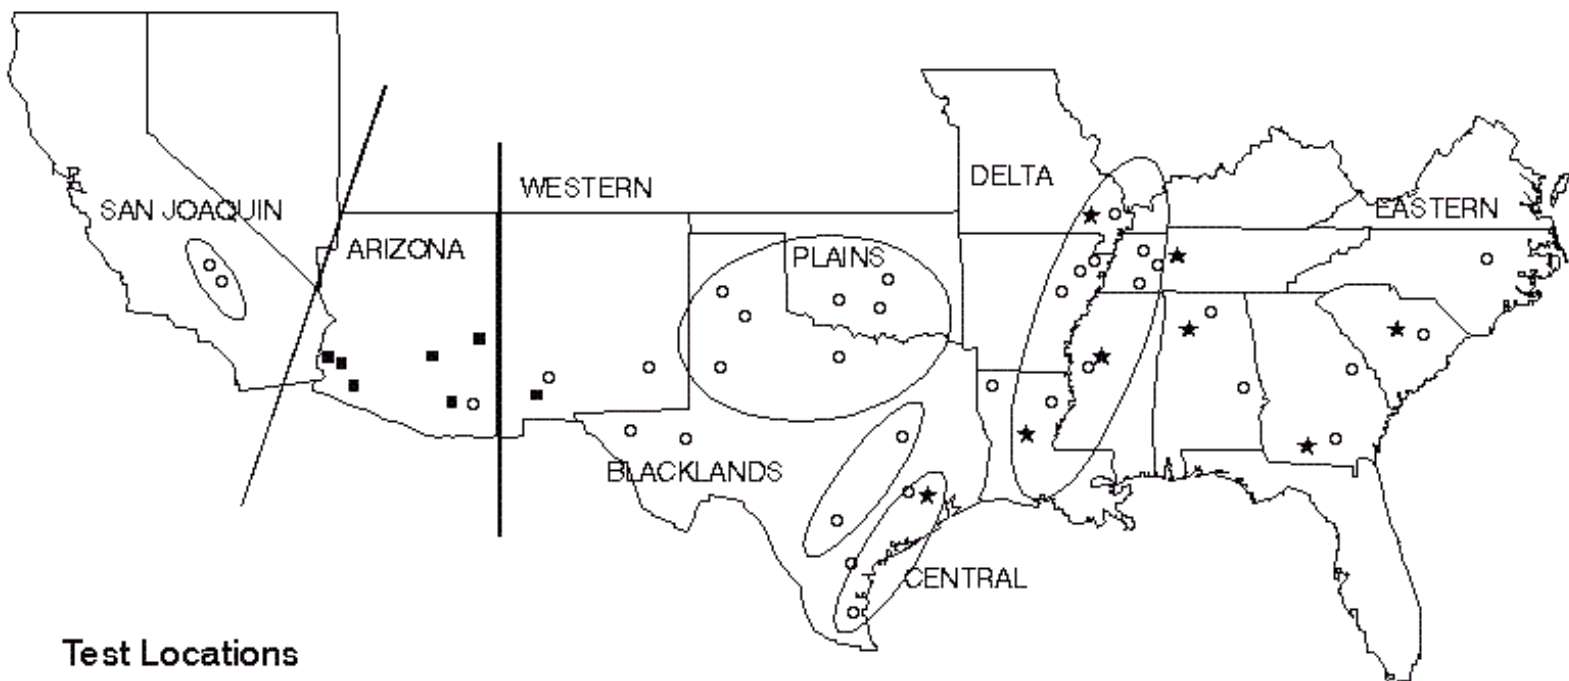 DELTA
WESTERN
SAN JOAQUIN
EASTERN
ARIZONA
PLAINS
BLACKLANDS
CENTRAL
Test Locations